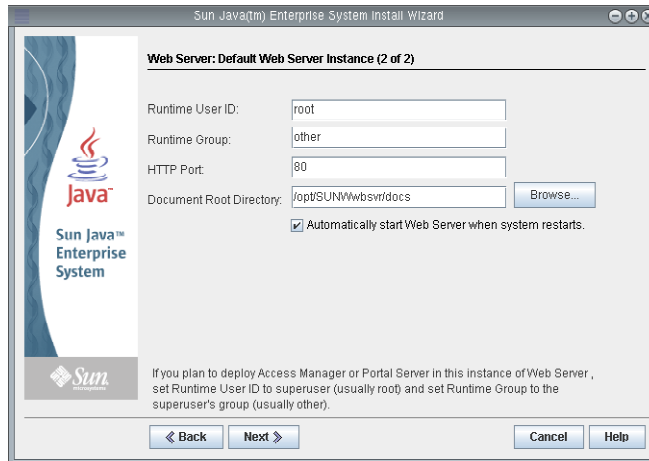 Sun Java(tm) Enterprise System Install Wizard
Web Server: Default Web Server Instance (2 of 2)
Runtime User ID: root
Runtime Group: other
HTTP Port: 80
Document Root Directory: /opt/SUNWwbsvr/docs Browse...
Automatically start Web Server when system restarts.
Java™
Sun Java™
Enterprise
System
Sun
microsystems
If you plan to deploy Access Manager or Portal Server in this instance of Web Server ,
set Runtime User ID to superuser (usually root) and set Runtime Group to the
superuser's group (usually other).
Back Next Cancel Help